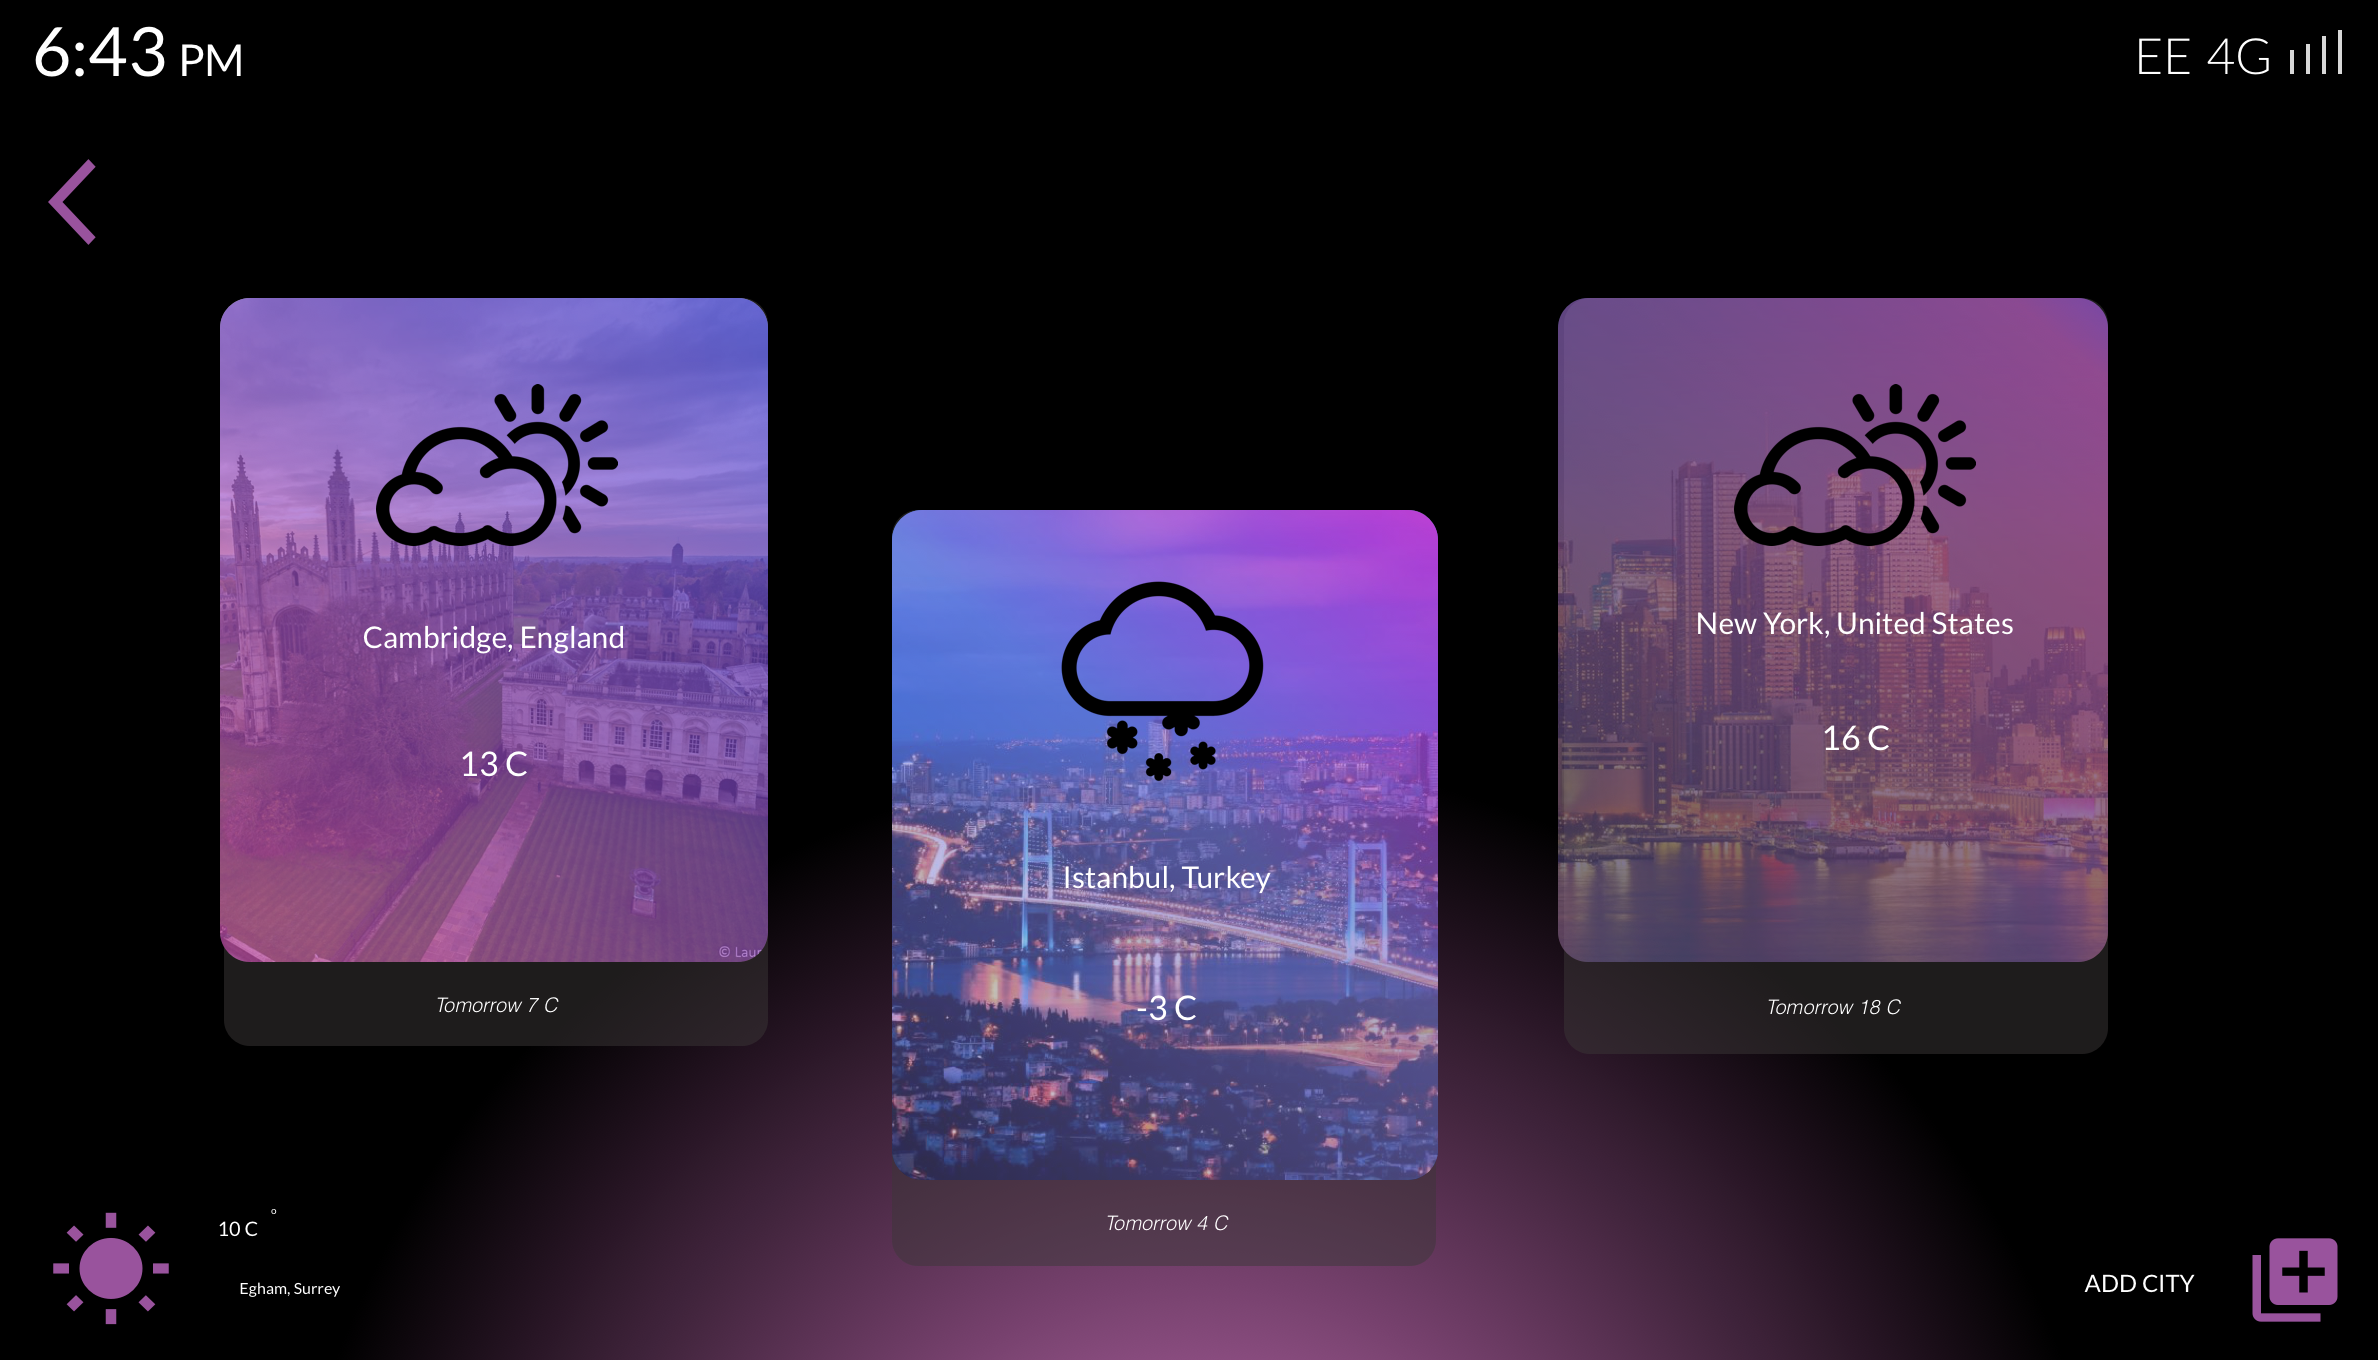 6:43 PM
EE 4G
Cambridge, England
13 C
© Laur
Tomorrow 7 C
Istanbul, Turkey
-3 C
Tomorrow 4 C
New York, United States
16 C
Tomorrow 18 C
10 C °
Egham, Surrey
ADD CITY